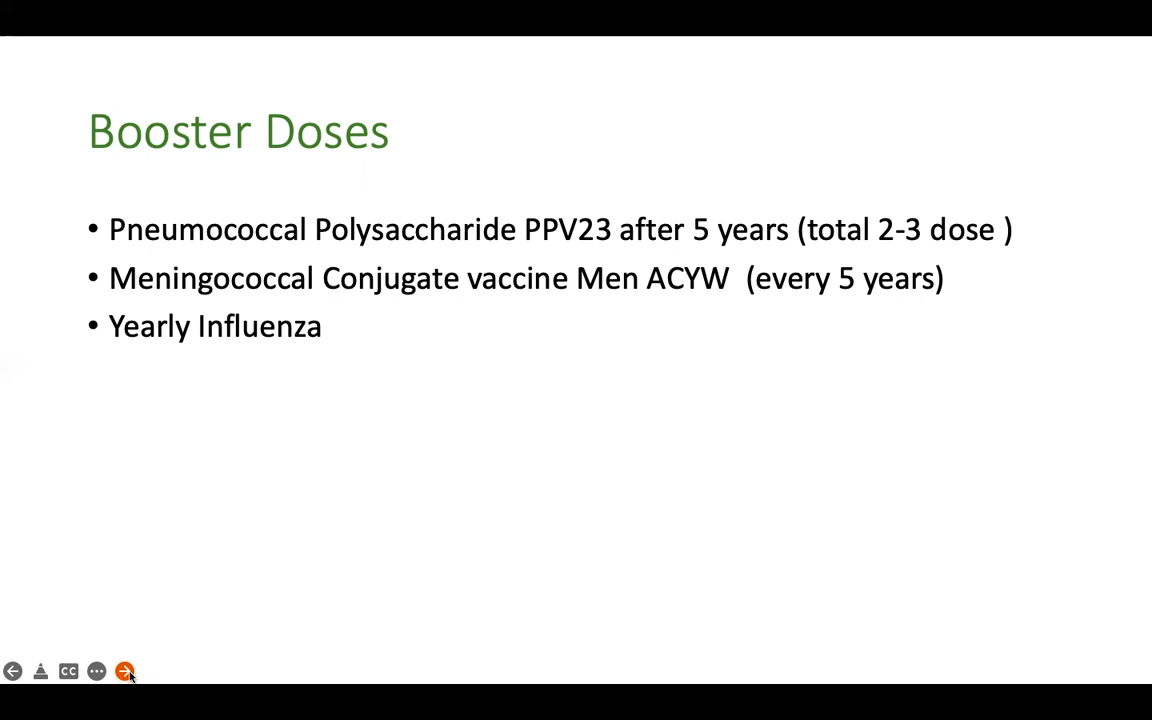 Booster Doses
• Pneumococcal Polysaccharide PPV23 after 5 years (total 2-3 dose )
• Meningococcal Conjugate vaccine Men ACYW (every 5 years)
• Yearly Influenza
CC